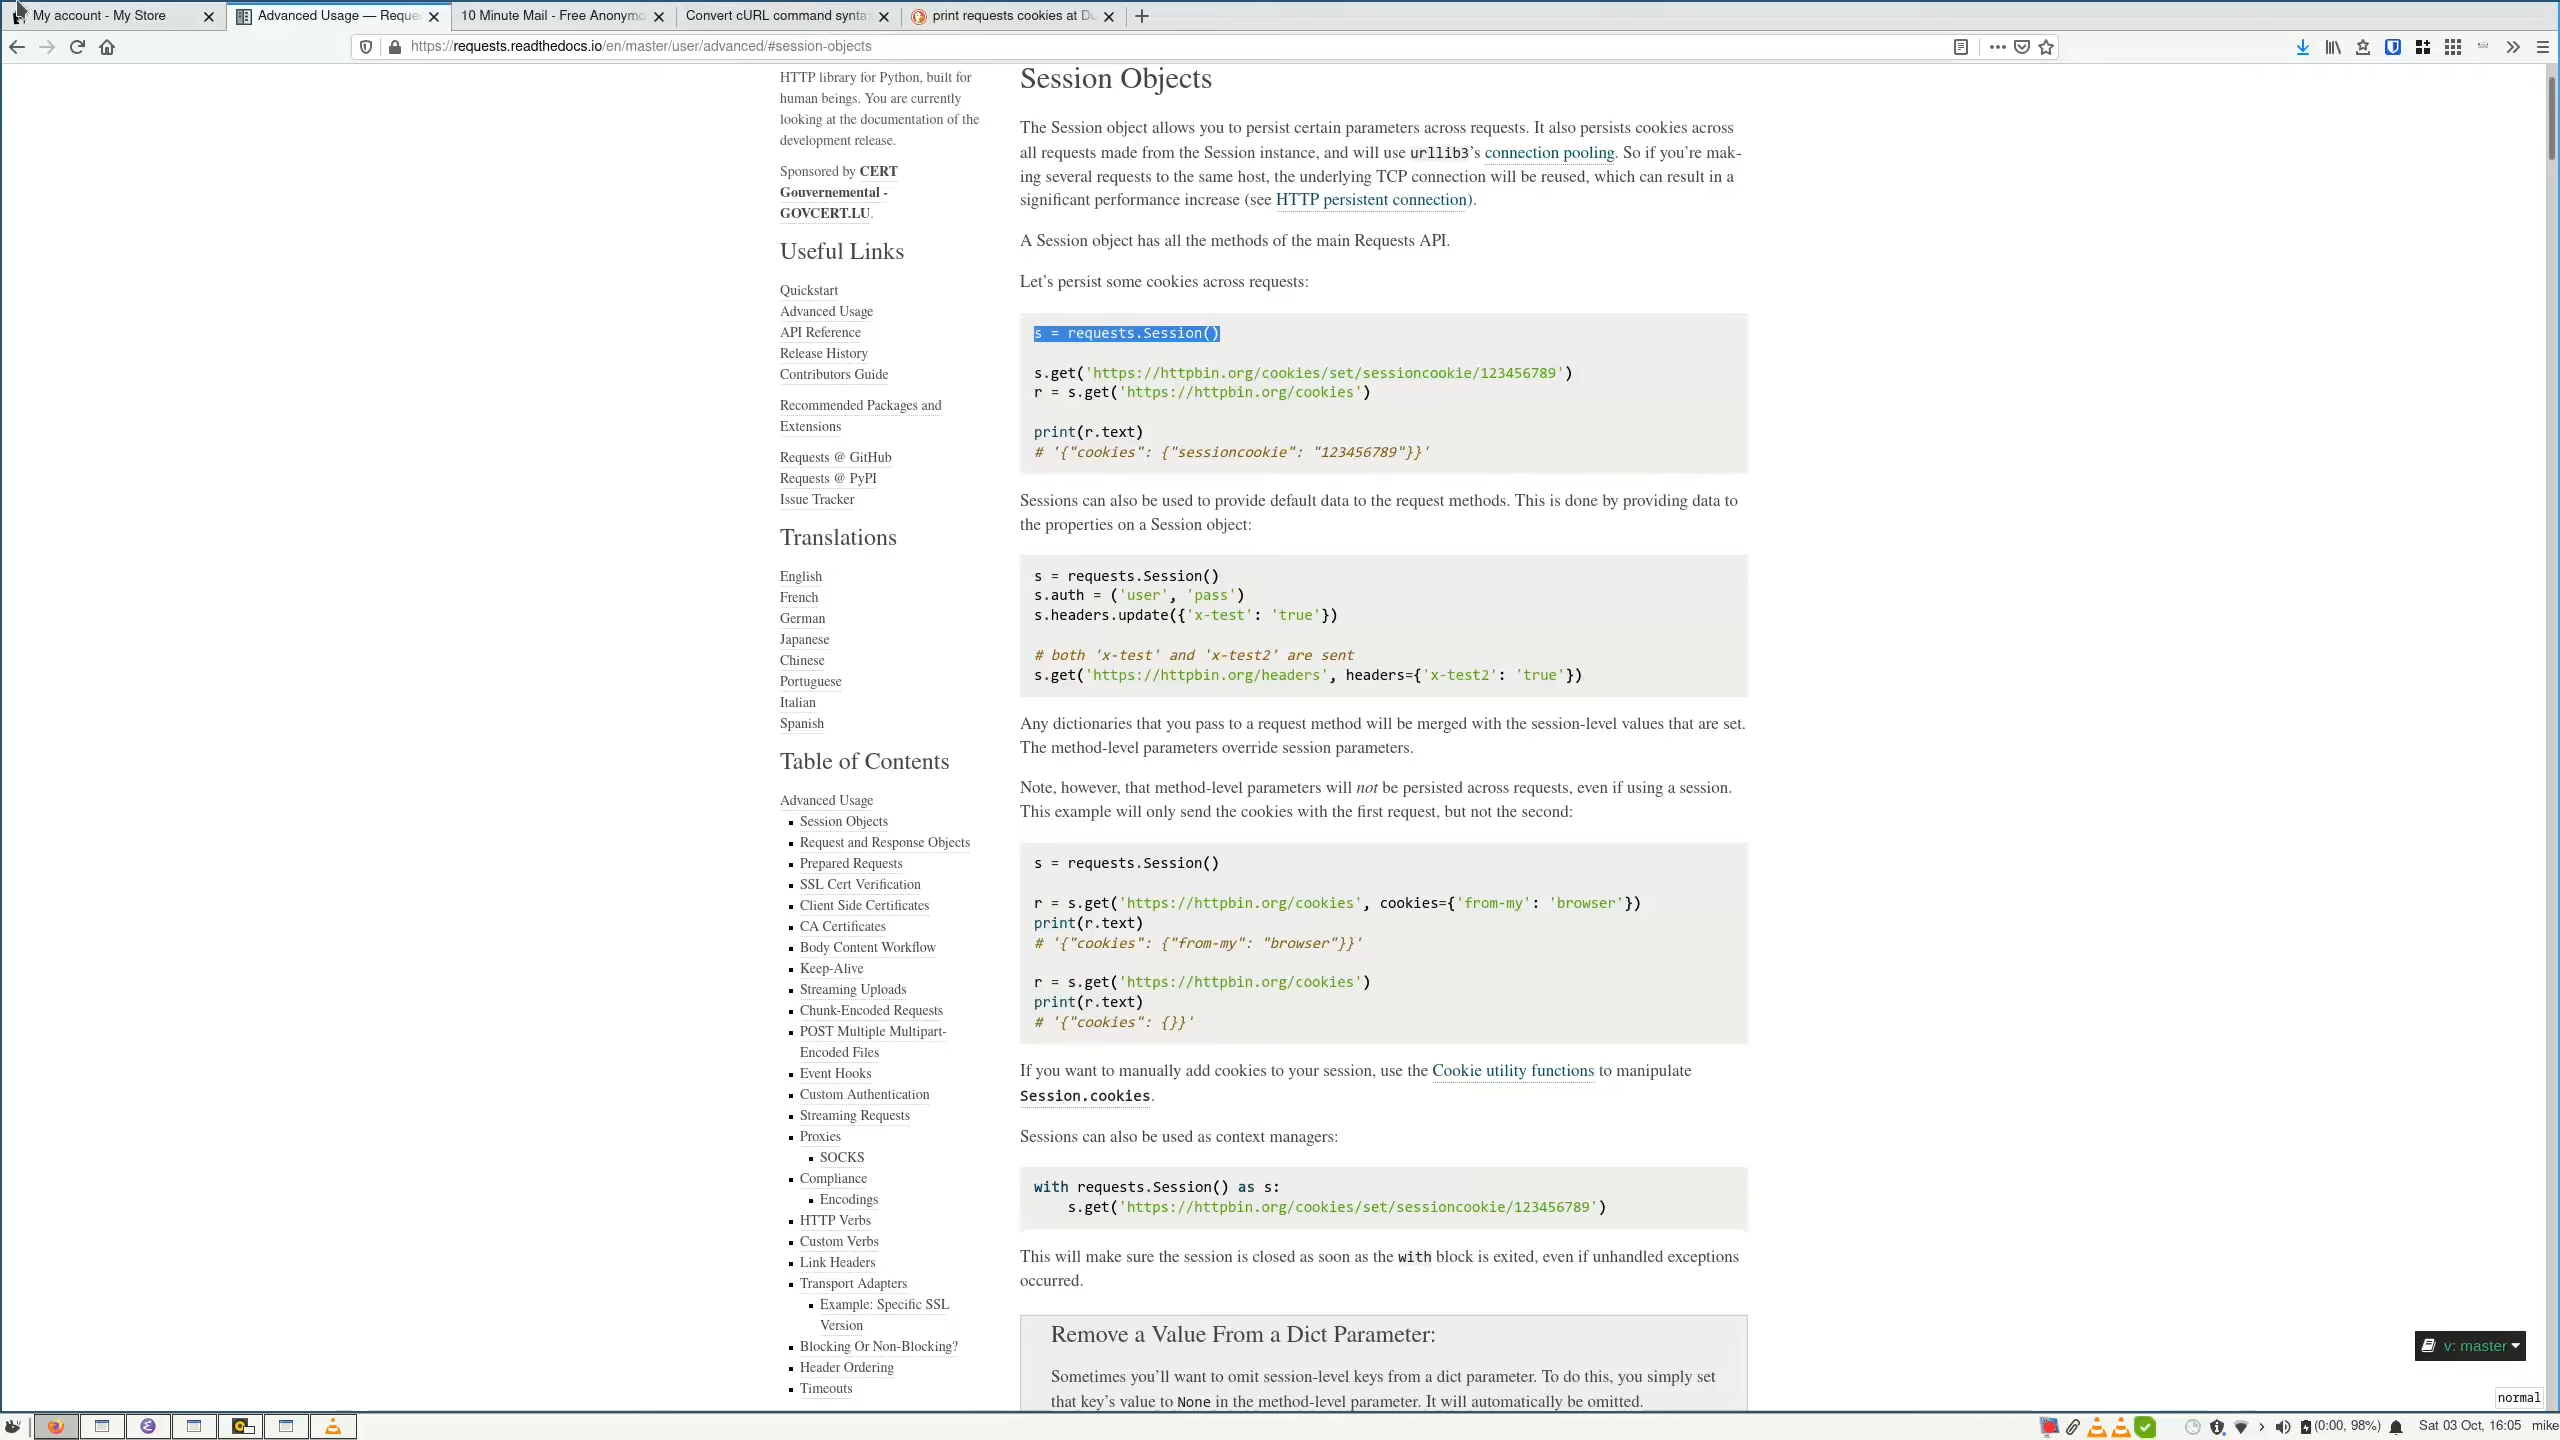 My account - My Store
Advanced Usage — Reque
10 Minute Mail - Free Anonymo
Convert cURL command synta
print requests cookies at Du
https://requests.readthedocs.io/en/master/user/advanced/#session-objects
HTTP library for Python, built for
human beings. You are currently
looking at the documentation of the
development release.
Sponsored by CERT
Gouvernemental -
GOVCERT.LU.
Useful Links
Quickstart
Advanced Usage
API Reference
Release History
Contributors Guide
Recommended Packages and
Extensions
Requests @ GitHub
Requests @ PyPI
Issue Tracker
Translations
English
French
German
Japanese
Chinese
Portuguese
Italian
Spanish
Table of Contents
Advanced Usage
Session Objects
Request and Response Objects
Prepared Requests
SSL Cert Verification
Client Side Certificates
CA Certificates
Body Content Workflow
Keep-Alive
Streaming Uploads
Chunk-Encoded Requests
POST Multiple Multipart-
Encoded Files
Event Hooks
Custom Authentication
Streaming Requests
Proxies
SOCKS
Compliance
Encodings
HTTP Verbs
Custom Verbs
Link Headers
Transport Adapters
Example: Specific SSL
Version
Blocking Or Non-Blocking?
Header Ordering
Timeouts
Session Objects
The Session object allows you to persist certain parameters across requests. It also persists cookies across
all requests made from the Session instance, and will use urllib3's connection pooling. So if you're mak-
ing several requests to the same host, the underlying TCP connection will be reused, which can result in a
significant performance increase (see HTTP persistent connection).
A Session object has all the methods of the main Requests API.
Let's persist some cookies across requests:
s = requests.Session()
s.get('https://httpbin.org/cookies/set/sessioncookie/123456789')
r = s.get('https://httpbin.org/cookies')
print(r.text)
# '{"cookies": {"sessioncookie": "123456789"}}'
Sessions can also be used to provide default data to the request methods. This is done by providing data to
the properties on a Session object:
s = requests.Session()
s.auth = ('user', 'pass')
s.headers.update({'x-test': 'true'})
# both 'x-test' and 'x-test2' are sent
s.get('https://httpbin.org/headers', headers={'x-test2': 'true'})
Any dictionaries that you pass to a request method will be merged with the session-level values that are set.
The method-level parameters override session parameters.
Note, however, that method-level parameters will not be persisted across requests, even if using a session.
This example will only send the cookies with the first request, but not the second:
s = requests.Session()
r = s.get('https://httpbin.org/cookies', cookies={'from-my': 'browser'})
print(r.text)
# '{"cookies": {"from-my": "browser"}}'
r = s.get('https://httpbin.org/cookies')
print(r.text)
# '{"cookies": {}}'
If you want to manually add cookies to your session, use the Cookie utility functions to manipulate
Session.cookies.
Sessions can also be used as context managers:
with requests.Session() as s:
s.get('https://httpbin.org/cookies/set/sessioncookie/123456789')
This will make sure the session is closed as soon as the with block is exited, even if unhandled exceptions
occurred.
Remove a Value From a Dict Parameter:
Sometimes you'll want to omit session-level keys from a dict parameter. To do this, you simply set
that key's value to None in the method-level parameter. It will automatically be omitted.
v: master
normal
(0:00, 98%)
Sat 03 Oct, 16:05
mike